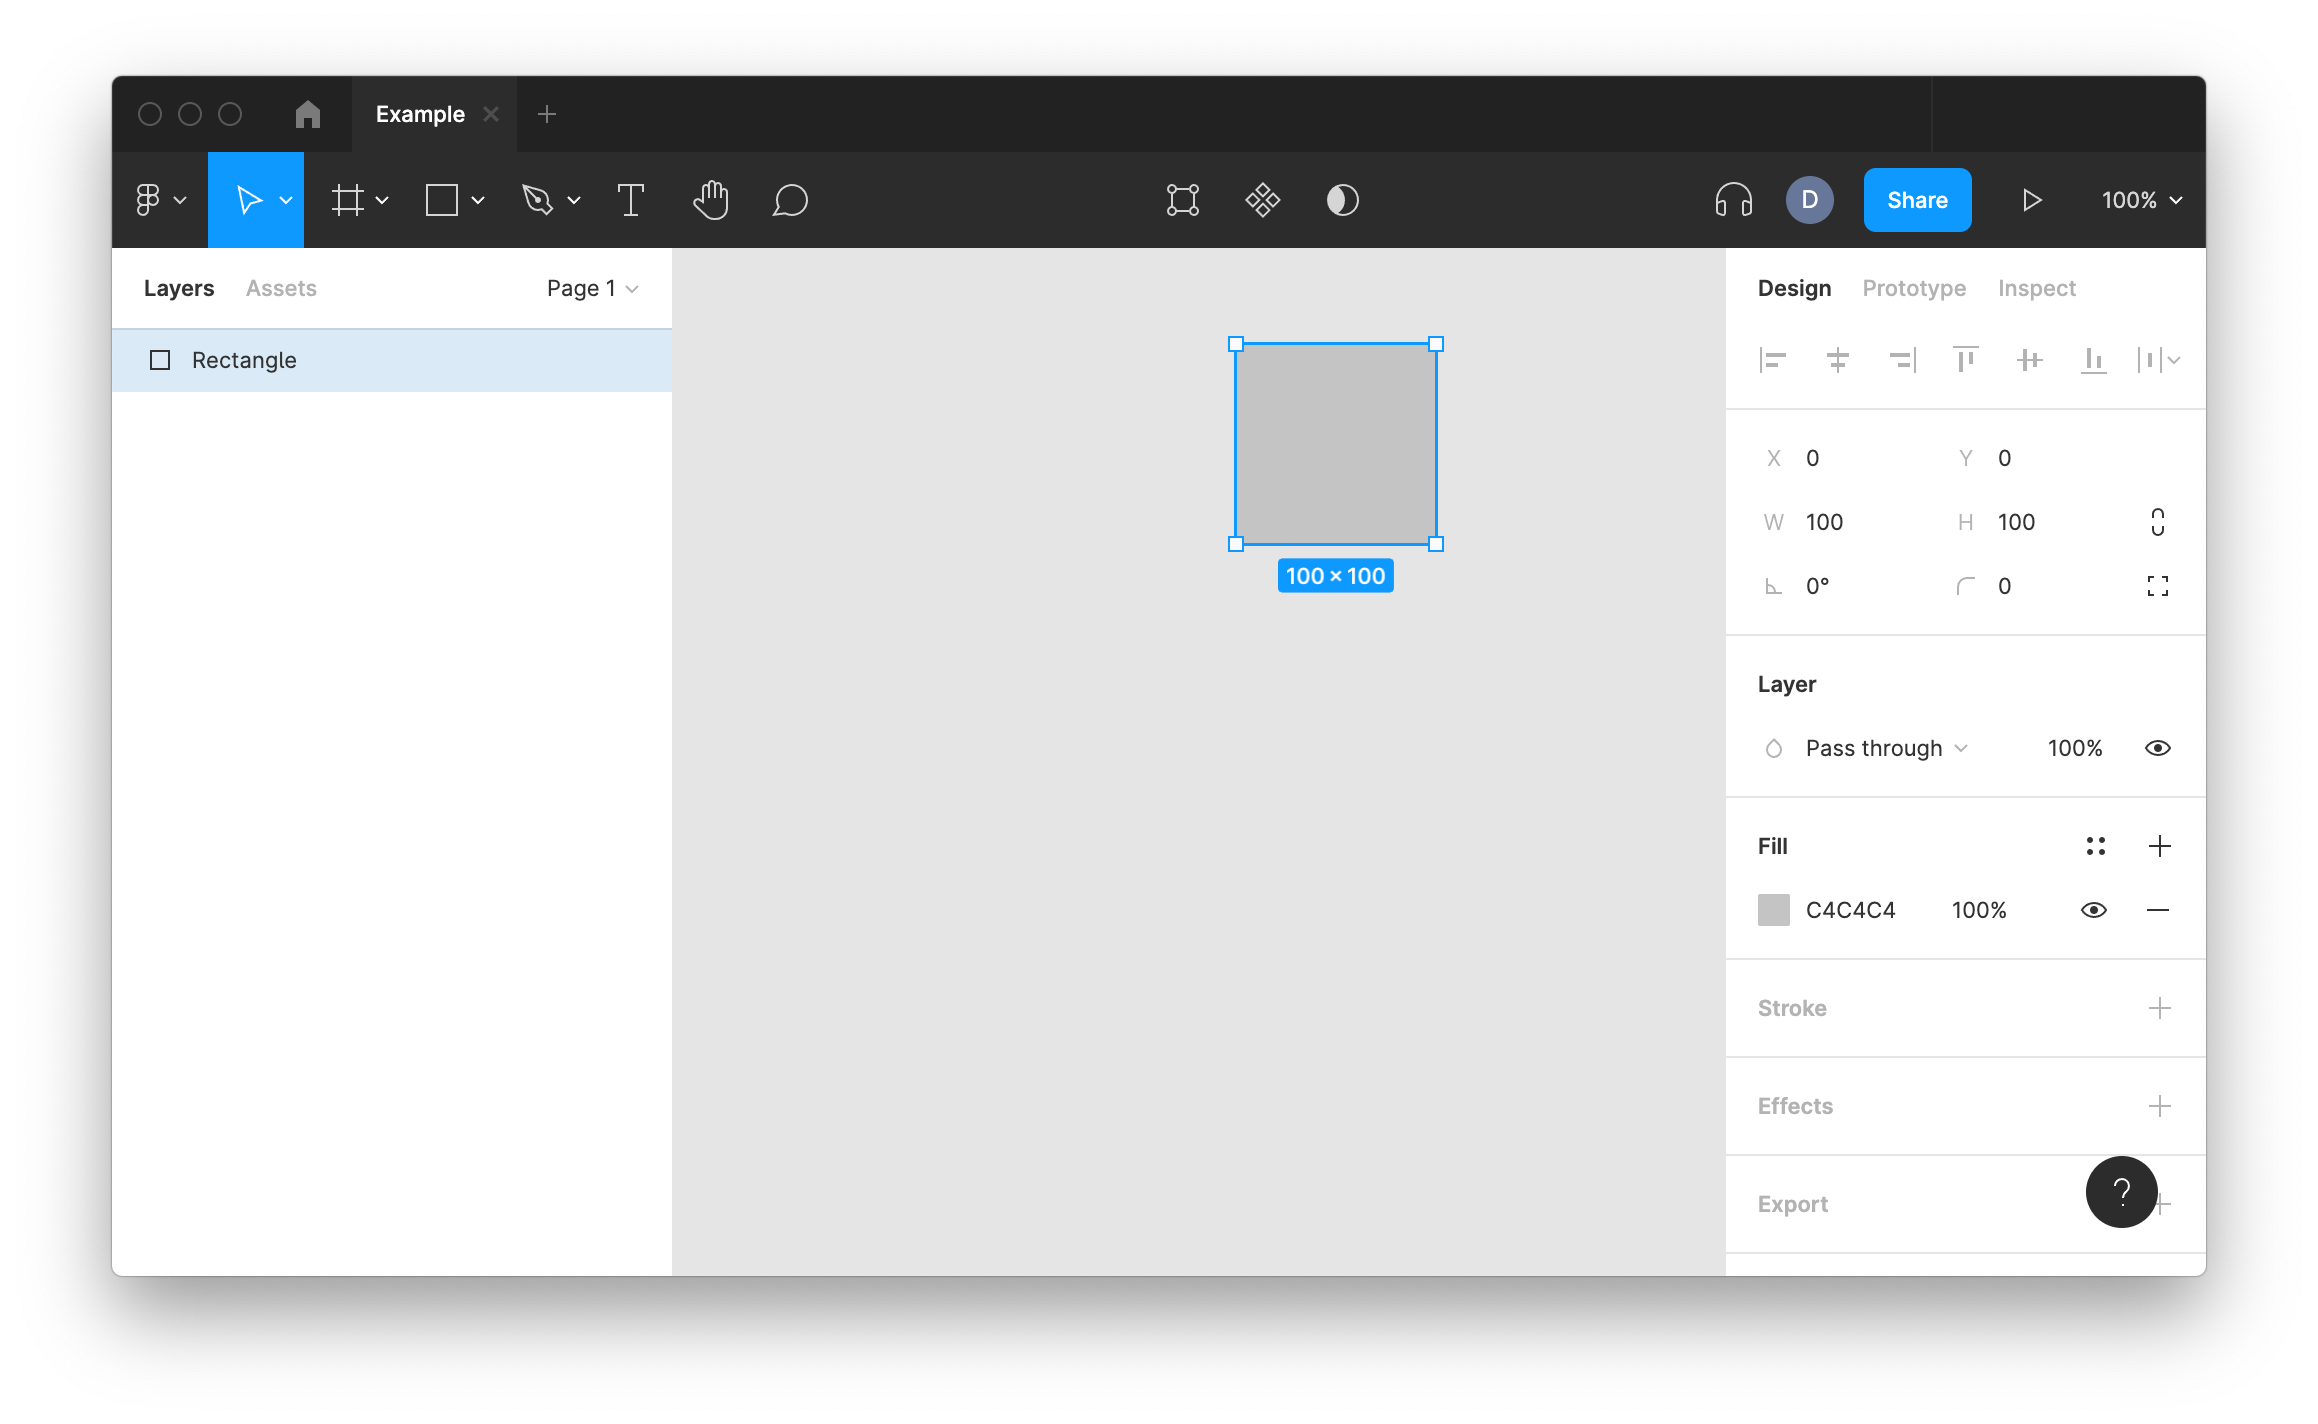 Example
D
Share
100%
Layers
Assets
Page 1
Design
Prototype
Inspect
Rectangle
X 0
Y 0
W 100
H 100
100 × 100
0°
0
Layer
Pass through
100%
Fill
C4C4C4
100%
Stroke
Effects
Export
?